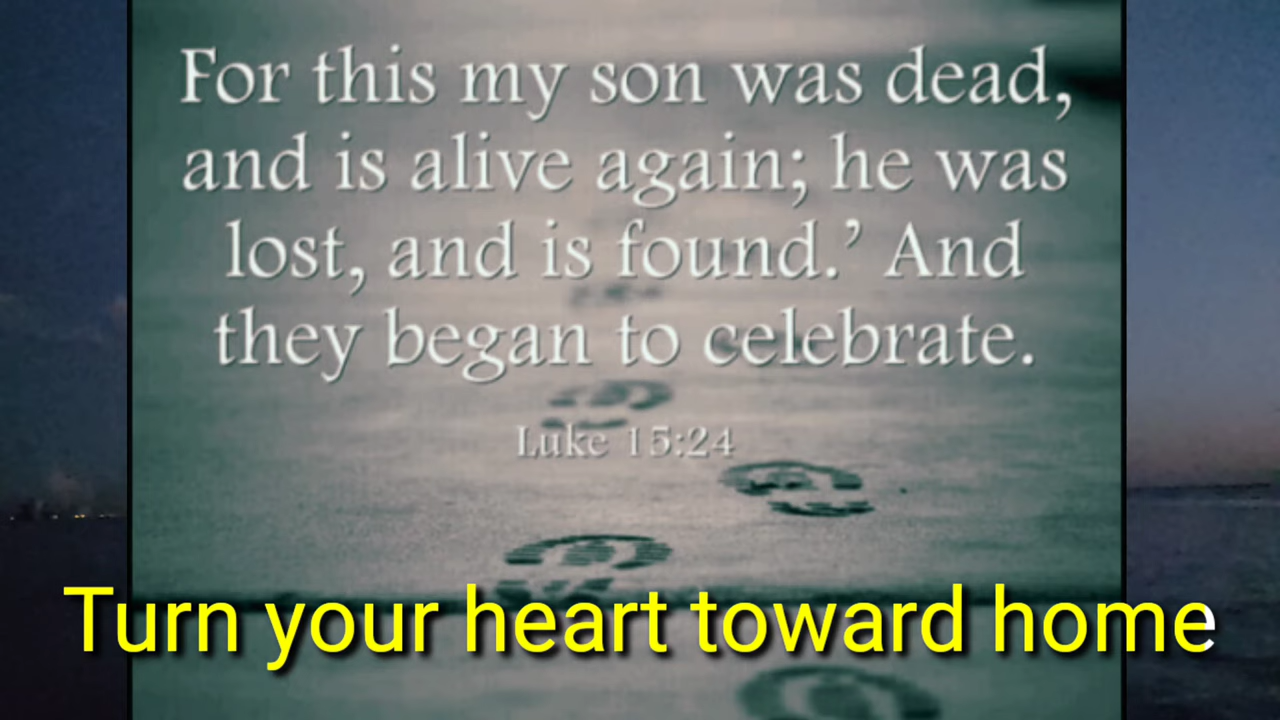 For this my son was dead,
and is alive again; he was
lost, and is found.’ And
they began to celebrate.
Luke 15:24
Turn your heart toward home